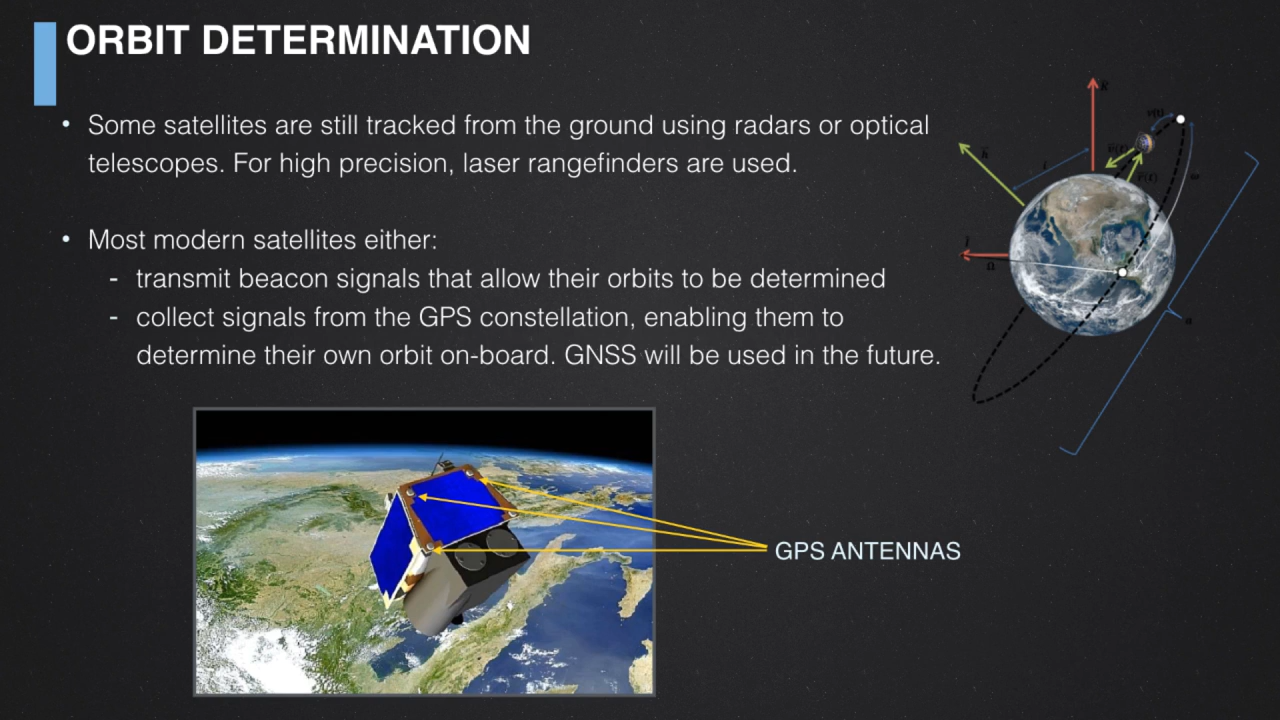 ORBIT DETERMINATION
• Some satellites are still tracked from the ground using radars or optical
telescopes. For high precision, laser rangefinders are used.
• Most modern satellites either:
- transmit beacon signals that allow their orbits to be determined
- collect signals from the GPS constellation, enabling them to
determine their own orbit on-board. GNSS will be used in the future.
GPS ANTENNAS
Ω
i
ω